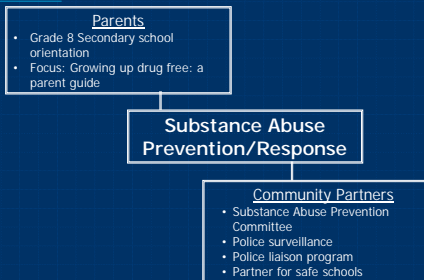 Parents
• Grade 8 Secondary school
orientation
• Focus: Growing up drug free: a
parent guide
Substance Abuse
Prevention/Response
Community Partners
• Substance Abuse Prevention
Committee
• Police surveillance
• Police liaison program
• Partner for safe schools